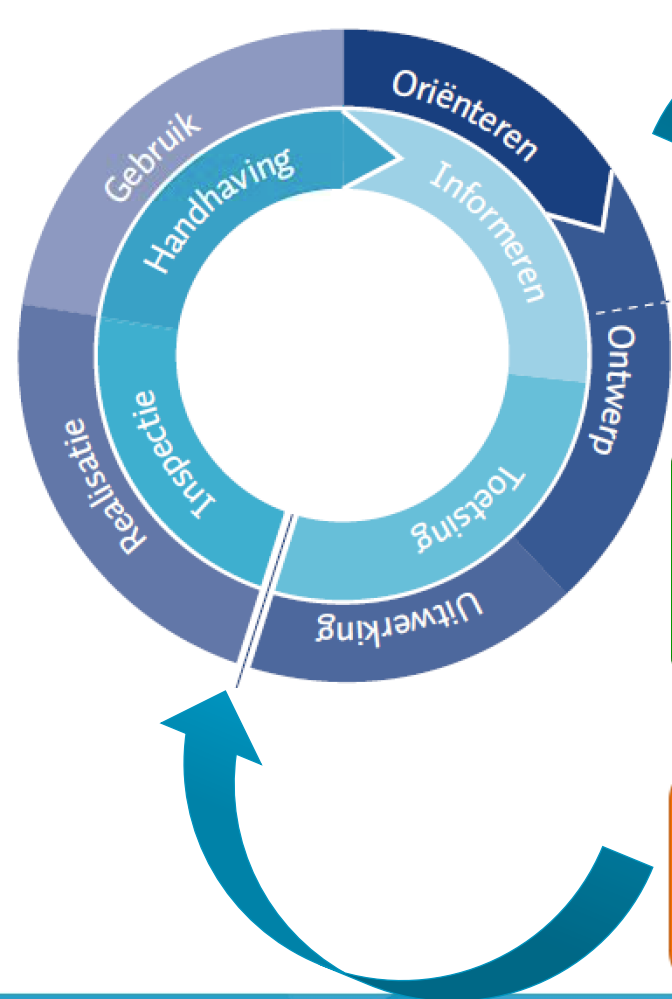 Oriënteren
Ontwerp
Uitwerking
Realisatie
Gebruik
Informeren
Toetsing
Inspectie
Handhaving